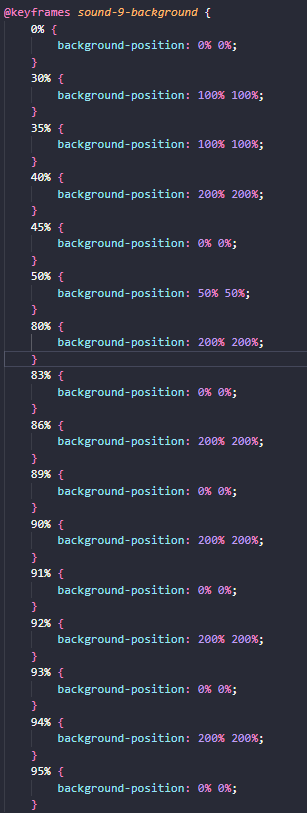 @keyframes sound-9-background {
0% {
background-position: 0% 0%;
}
30% {
background-position: 100% 100%;
}
35% {
background-position: 100% 100%;
}
40% {
background-position: 200% 200%;
}
45% {
background-position: 0% 0%;
}
50% {
background-position: 50% 50%;
}
80% {
background-position: 200% 200%;
}
83% {
background-position: 0% 0%;
}
86% {
background-position: 200% 200%;
}
89% {
background-position: 0% 0%;
}
90% {
background-position: 200% 200%;
}
91% {
background-position: 0% 0%;
}
92% {
background-position: 200% 200%;
}
93% {
background-position: 0% 0%;
}
94% {
background-position: 200% 200%;
}
95% {
background-position: 0% 0%;
}